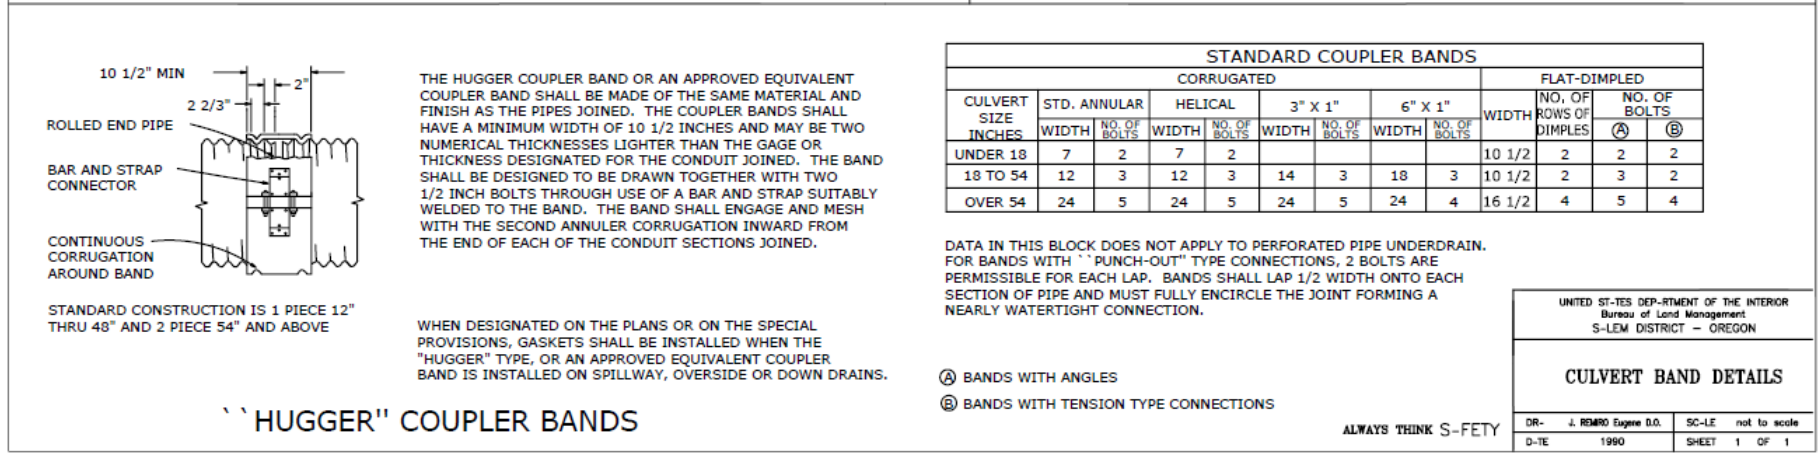 10 1/2" MIN
2"
2 2/3"
ROLLED END PIPE
BAR AND STRAP
CONNECTOR
CONTINUOUS
CORRUGATION
AROUND BAND
STANDARD CONSTRUCTION IS 1 PIECE 12"
THRU 48" AND 2 PIECE 54" AND ABOVE
THE HUGGER COUPLER BAND OR AN APPROVED EQUIVALENT
COUPLER BAND SHALL BE MADE OF THE SAME MATERIAL AND
FINISH AS THE PIPES JOINED. THE COUPLER BANDS SHALL
HAVE A MINIMUM WIDTH OF 10 1/2 INCHES AND MAY BE TWO
NUMERICAL THICKNESSES LIGHTER THAN THE GAGE OR
THICKNESS DESIGNATED FOR THE CONDUIT JOINED. THE BAND
SHALL BE DESIGNED TO BE DRAWN TOGETHER WITH TWO
1/2 INCH BOLTS THROUGH USE OF A BAR AND STRAP SUITABLY
WELDED TO THE BAND. THE BAND SHALL ENGAGE AND MESH
WITH THE SECOND ANNULER CORRUGATION INWARD FROM
THE END OF EACH OF THE CONDUIT SECTIONS JOINED.
WHEN DESIGNATED ON THE PLANS OR ON THE SPECIAL
PROVISIONS, GASKETS SHALL BE INSTALLED WHEN THE
"HUGGER" TYPE, OR AN APPROVED EQUIVALENT COUPLER
BAND IS INSTALLED ON SPILLWAY, OVERSIDE OR DOWN DRAINS.
``HUGGER'' COUPLER BANDS
STANDARD COUPLER BANDS
CORRUGATED FLAT-DIMPLED
CULVERT SIZE INCHES STD. ANNULAR HELICAL 3" X 1" 6" X 1" WIDTH NO. OF ROWS OF DIMPLES NO. OF BOLTS
WIDTH NO. OF BOLTS WIDTH NO. OF BOLTS WIDTH NO. OF BOLTS WIDTH NO. OF BOLTS Ⓐ Ⓑ
UNDER 18 7 2 7 2 10 1/2 2 2 2
18 TO 54 12 3 12 3 14 3 18 3 10 1/2 2 3 2
OVER 54 24 5 24 5 24 5 24 4 16 1/2 4 5 4
DATA IN THIS BLOCK DOES NOT APPLY TO PERFORATED PIPE UNDERDRAIN.
FOR BANDS WITH ``PUNCH-OUT'' TYPE CONNECTIONS, 2 BOLTS ARE
PERMISSIBLE FOR EACH LAP. BANDS SHALL LAP 1/2 WIDTH ONTO EACH
SECTION OF PIPE AND MUST FULLY ENCIRCLE THE JOINT FORMING A
NEARLY WATERTIGHT CONNECTION.
Ⓐ BANDS WITH ANGLES
Ⓑ BANDS WITH TENSION TYPE CONNECTIONS
ALWAYS THINK S-FETY
UNITED ST-TES DEP-RTMENT OF THE INTERIOR
Bureau of Land Management
S-LEM DISTRICT – OREGON
CULVERT BAND DETAILS
DR- J. REMIRO Eugene D.O. SC-LE not to scale
D-TE 1990 SHEET 1 OF 1